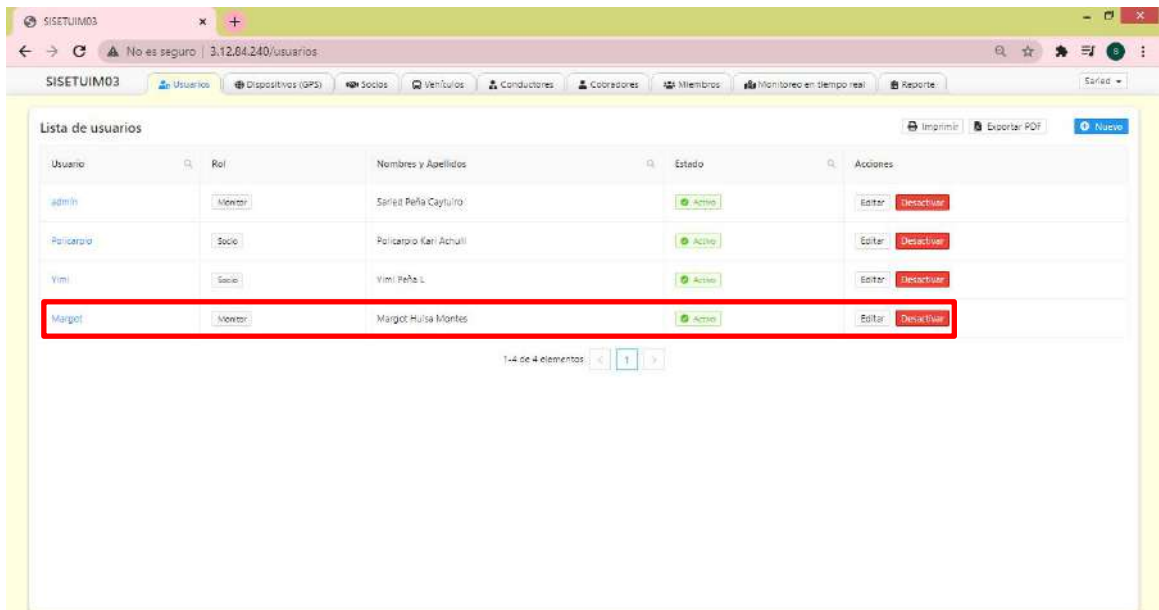 SISETUIM03
No es seguro | 3.12.84.240/usuarios
SISETUIM03 Usuarios Dispositivos (GPS) Socios Vehículos Conductores Cobradores Miembros Monitoreo en tiempo real Reporte Saried
Lista de usuarios Imprimir Exportar PDF Nuevo
Usuario Rol Nombres y Apellidos Estado Acciones
admin Monitor Saried Peña Caytuiro Activo Editar Desactivar
Policarpio Socio Policarpio Kari Achulli Activo Editar Desactivar
Yimi Socio Yimi Peña L Activo Editar Desactivar
Margot Monitor Margot Huisa Montes Activo Editar Desactivar
1-4 de 4 elementos < 1 >